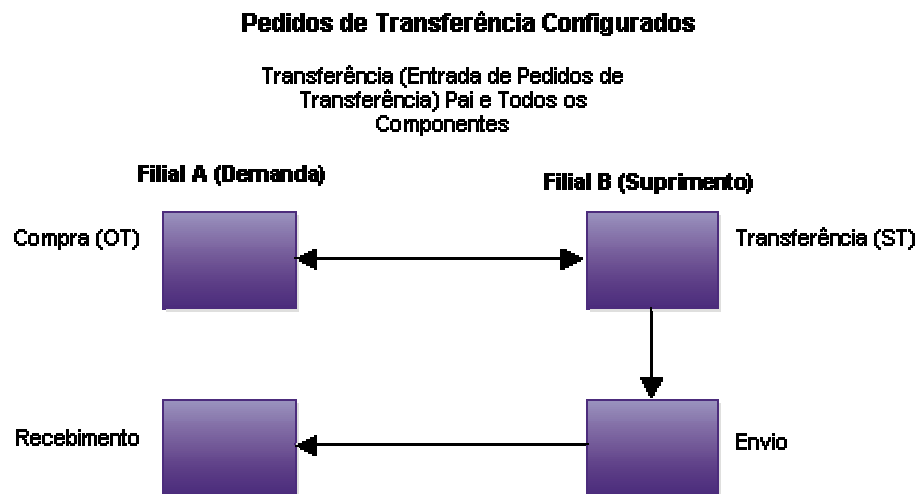 Pedidos de Transferência Configurados
Transferência (Entrada de Pedidos de
Transferência) Pai e Todos os
Componentes
Filial A (Demanda)
Filial B (Suprimento)
Compra (OT)
Transferência (ST)
Recebimento
Envio